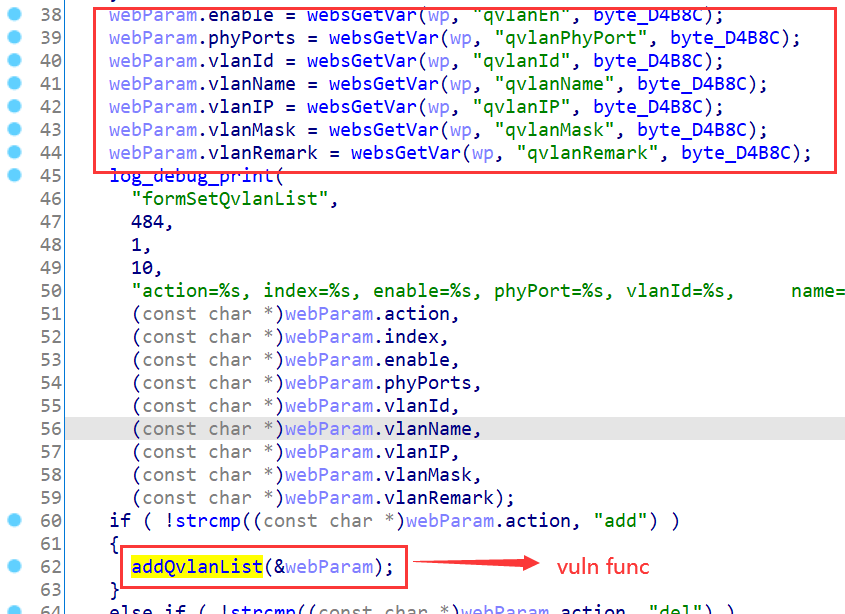 38 webParam.enable = websGetVar(wp, "qvlanEn", byte_D4B8C);
39 webParam.phyPorts = websGetVar(wp, "qvlanPhyPort", byte_D4B8C);
40 webParam.vlanId = websGetVar(wp, "qvlanId", byte_D4B8C);
41 webParam.vlanName = websGetVar(wp, "qvlanName", byte_D4B8C);
42 webParam.vlanIP = websGetVar(wp, "qvlanIP", byte_D4B8C);
43 webParam.vlanMask = websGetVar(wp, "qvlanMask", byte_D4B8C);
44 webParam.vlanRemark = websGetVar(wp, "qvlanRemark", byte_D4B8C);
45 log_debug_print(
46 "formSetQvlanList",
47 484,
48 1,
49 10,
50 "action=%s, index=%s, enable=%s, phyPort=%s, vlanId=%s, name=
51 (const char *)webParam.action,
52 (const char *)webParam.index,
53 (const char *)webParam.enable,
54 (const char *)webParam.phyPorts,
55 (const char *)webParam.vlanId,
56 (const char *)webParam.vlanName,
57 (const char *)webParam.vlanIP,
58 (const char *)webParam.vlanMask,
59 (const char *)webParam.vlanRemark);
60 if ( !strcmp((const char *)webParam.action, "add") )
61 {
62 addQvlanList(&webParam); vuln func
63 }
64 else if ( !strcmp((const char *)webParam.action, "del") )